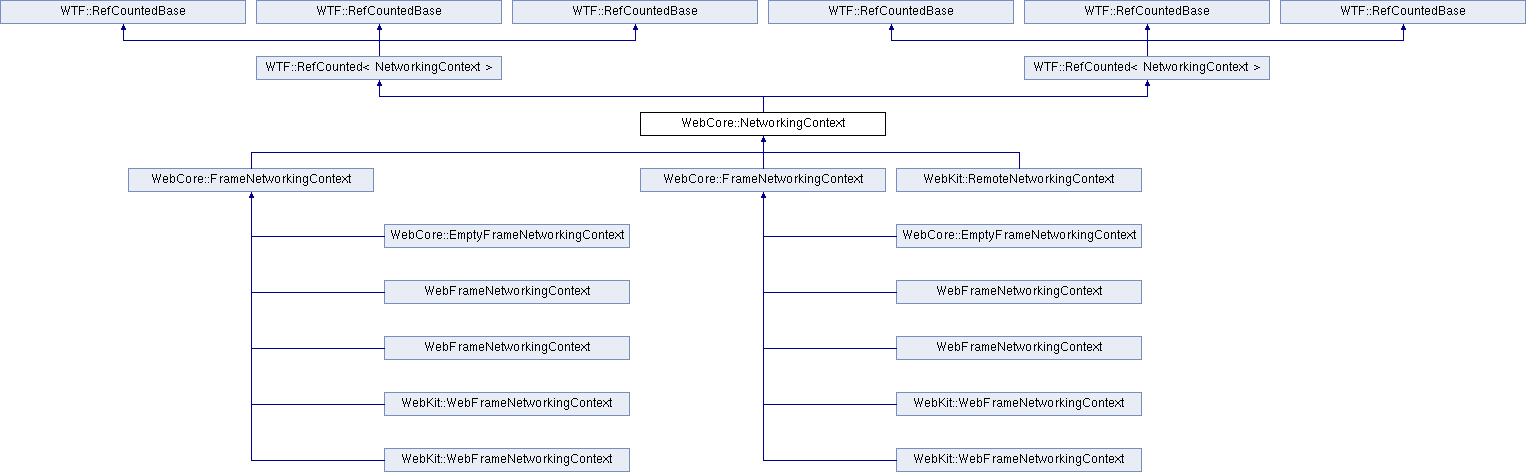 WTF::RefCountedBase
WTF::RefCountedBase
WTF::RefCountedBase
WTF::RefCountedBase
WTF::RefCountedBase
WTF::RefCountedBase
WTF::RefCounted< NetworkingContext >
WTF::RefCounted< NetworkingContext >
WebCore::NetworkingContext
WebCore::FrameNetworkingContext
WebCore::FrameNetworkingContext
WebKit::RemoteNetworkingContext
WebCore::EmptyFrameNetworkingContext
WebCore::EmptyFrameNetworkingContext
WebFrameNetworkingContext
WebFrameNetworkingContext
WebFrameNetworkingContext
WebFrameNetworkingContext
WebKit::WebFrameNetworkingContext
WebKit::WebFrameNetworkingContext
WebKit::WebFrameNetworkingContext
WebKit::WebFrameNetworkingContext